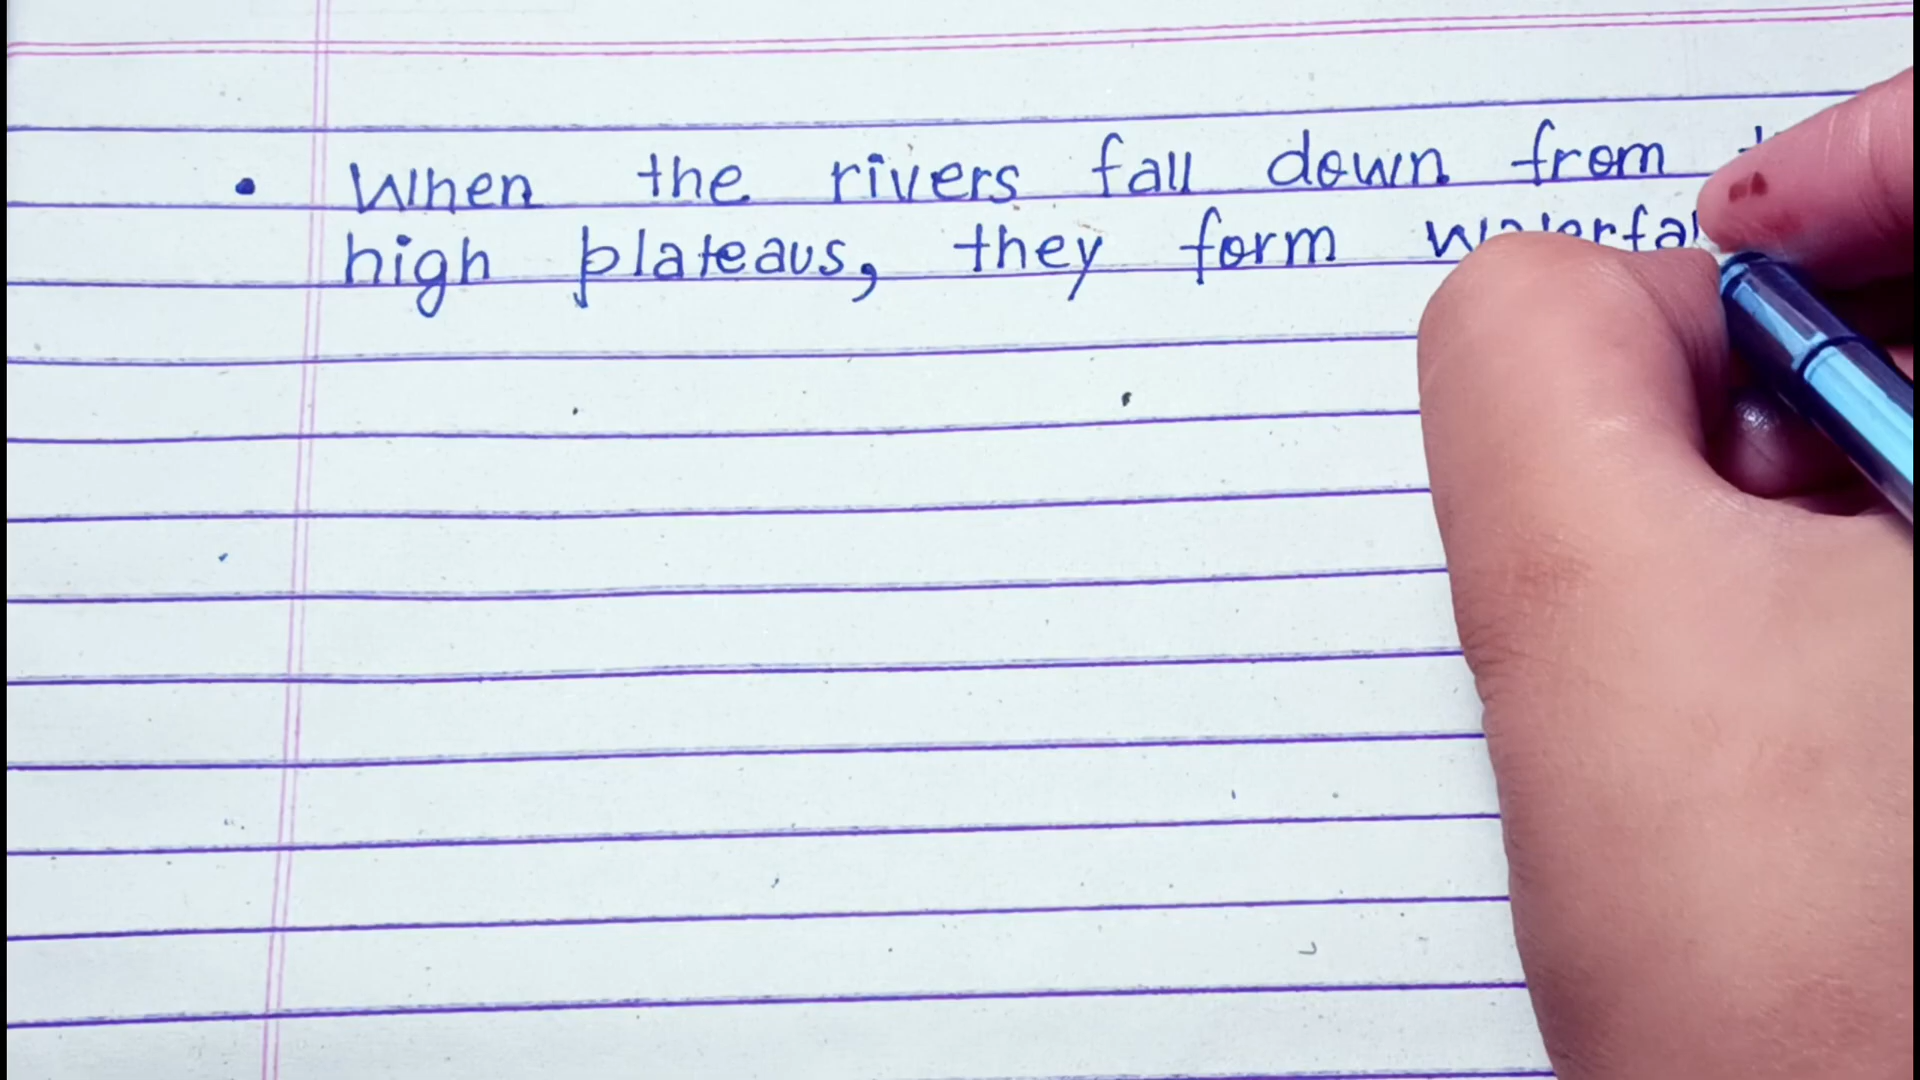 • When the rivers fall down from
high plateaus, they form